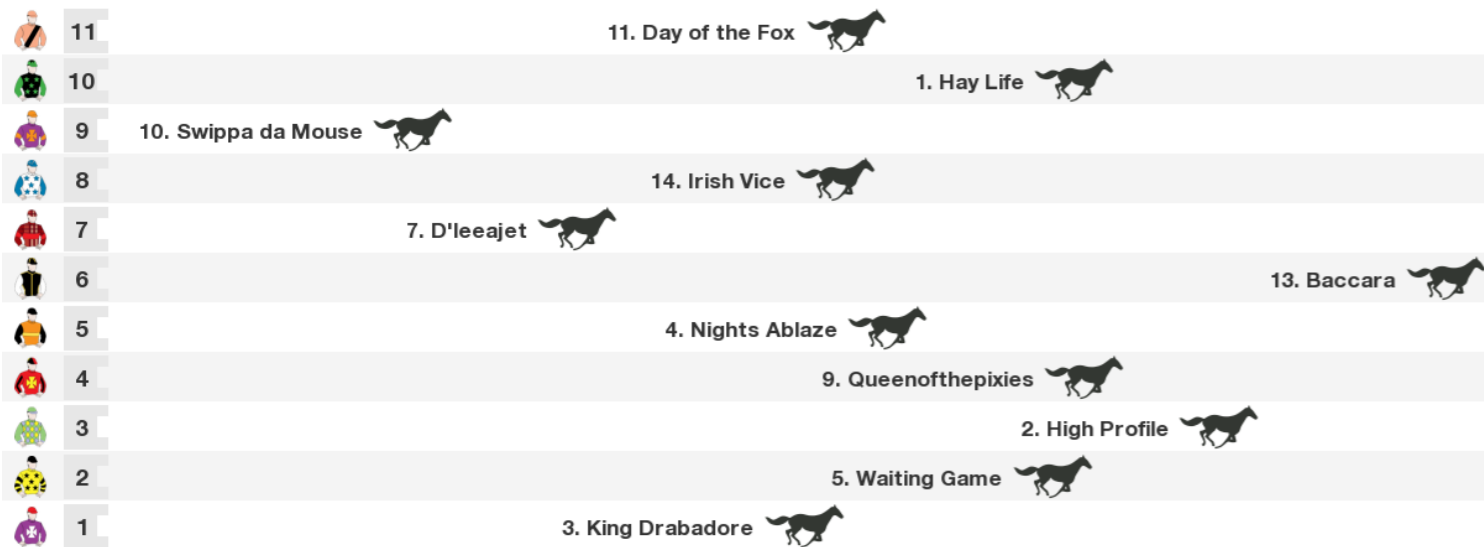 11 11. Day of the Fox
10 1. Hay Life
9 10. Swippa da Mouse
8 14. Irish Vice
7 7. D'leeajet
6 13. Baccara
5 4. Nights Ablaze
4 9. Queenofthepixies
3 2. High Profile
2 5. Waiting Game
1 3. King Drabadore